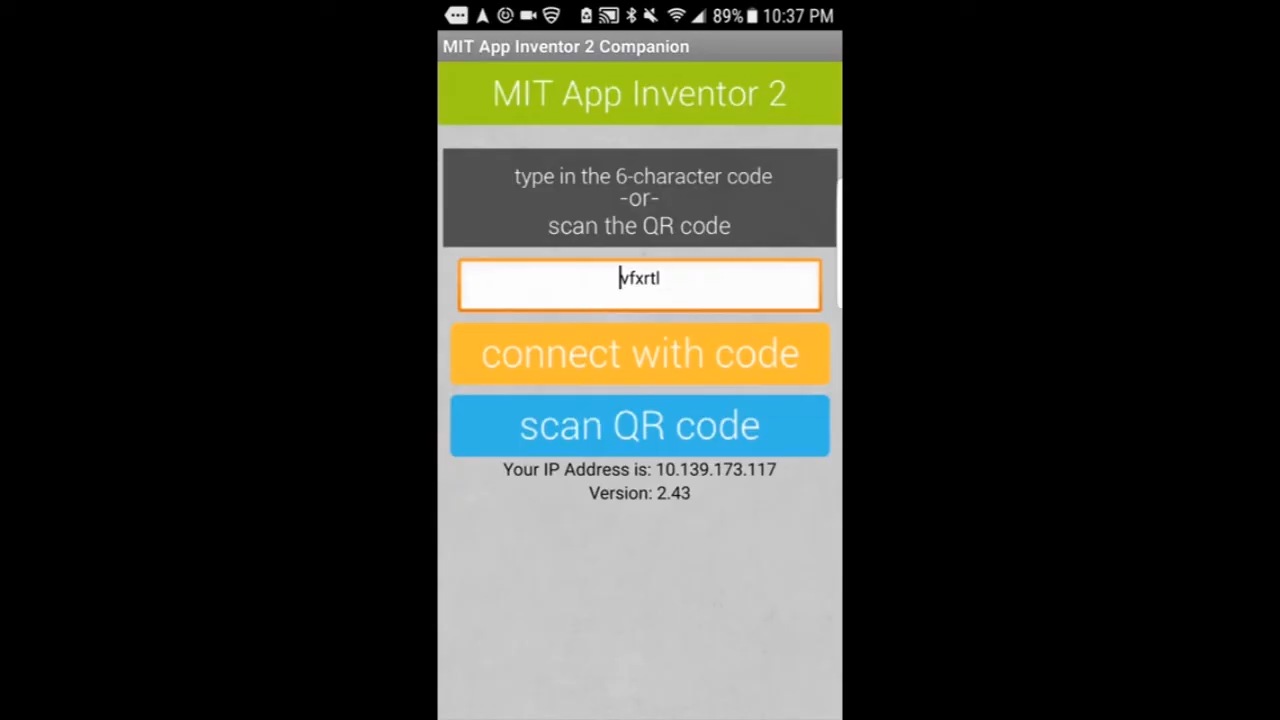 89% 10:37 PM
MIT App Inventor 2 Companion
MIT App Inventor 2
type in the 6-character code
-or-
scan the QR code
vfxrtl
connect with code
scan QR code
Your IP Address is: 10.139.173.117
Version: 2.43